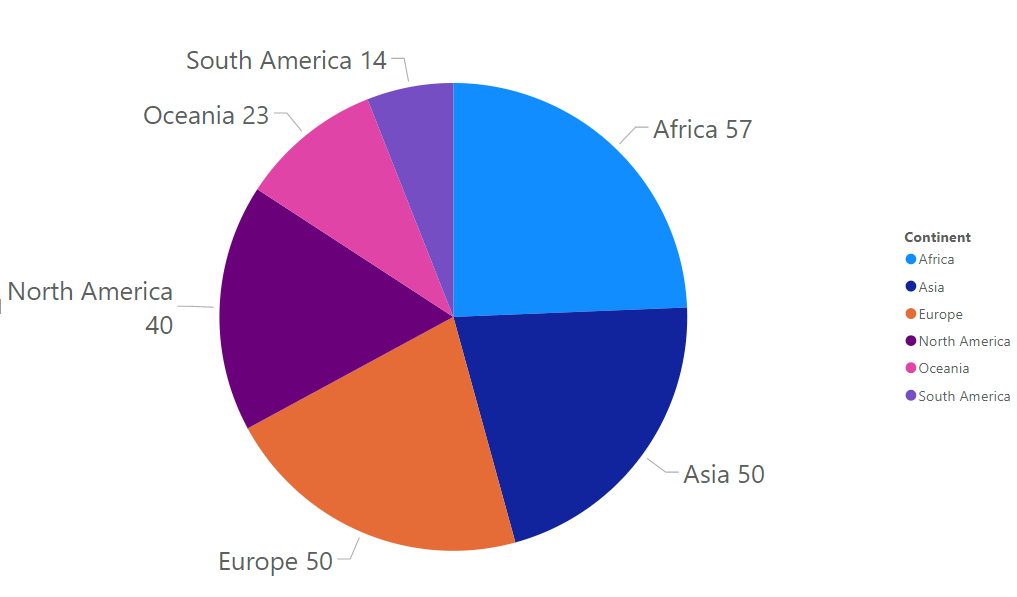 South America 14
Oceania 23
Africa 57
North America
40
Asia 50
Europe 50
Continent
Africa
Asia
Europe
North America
Oceania
South America